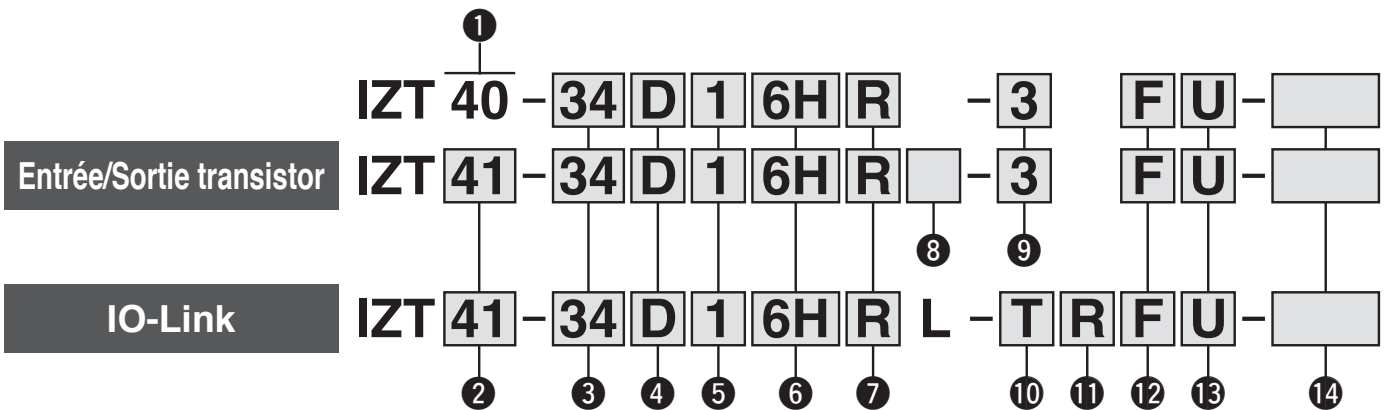 ❶
IZT 40 - 34 D 1 6H R - 3 F U -
Entrée/Sortie transistor IZT 41 - 34 D 1 6H R - 3 F U -
❽ ❾
IO-Link IZT 41 - 34 D 1 6H R L - T R F U -
❷ ❸ ❹ ❺ ❻ ❼ ❿ ⓫ ⓬ ⓭ ⓮